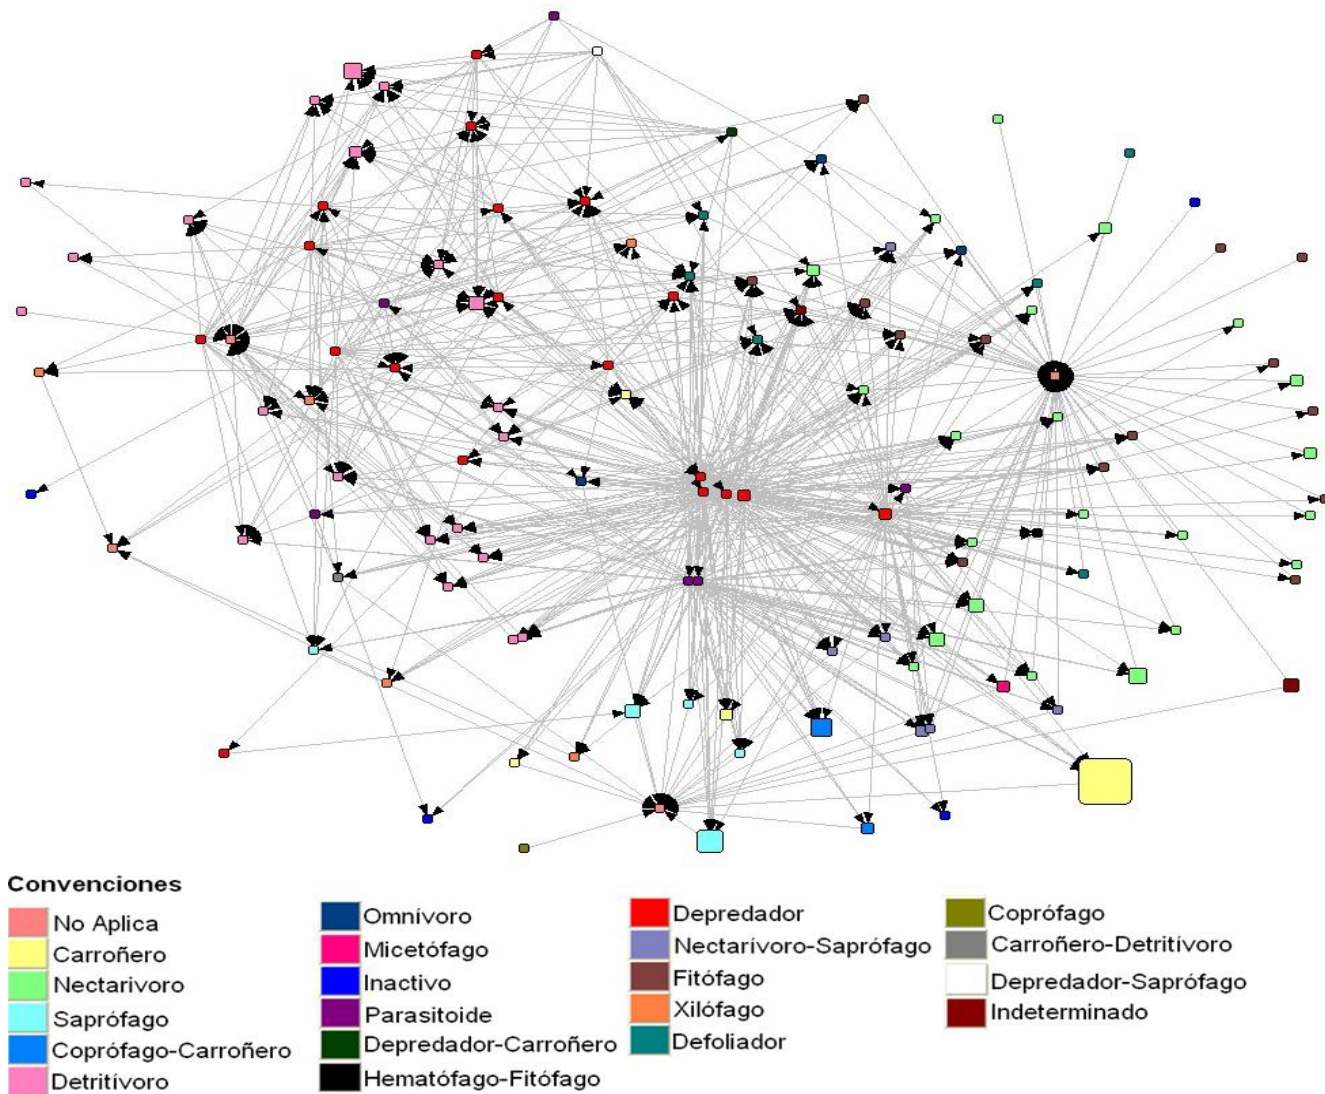 Convenciones
No Aplica
Carroñero
Nectarivoro
Saprófago
Coprófago-Carroñero
Detritívoro
Omnívoro
Micetófago
Inactivo
Parasitoide
Depredador-Carroñero
Hematófago-Fitófago
Depredador
Nectarívoro-Saprófago
Fitófago
Xilófago
Defoliador
Coprófago
Carroñero-Detritívoro
Depredador-Saprófago
Indeterminado